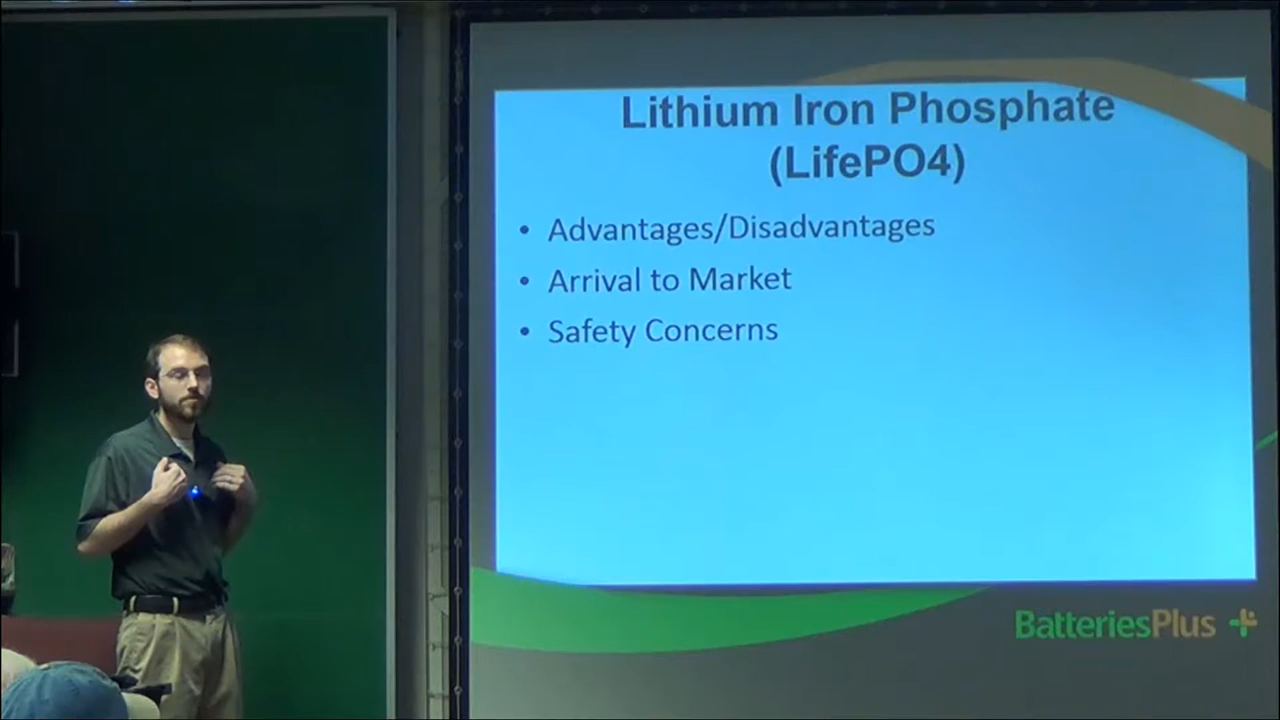 Lithium Iron Phosphate
(LifePO4)
• Advantages/Disadvantages
• Arrival to Market
• Safety Concerns
BatteriesPlus